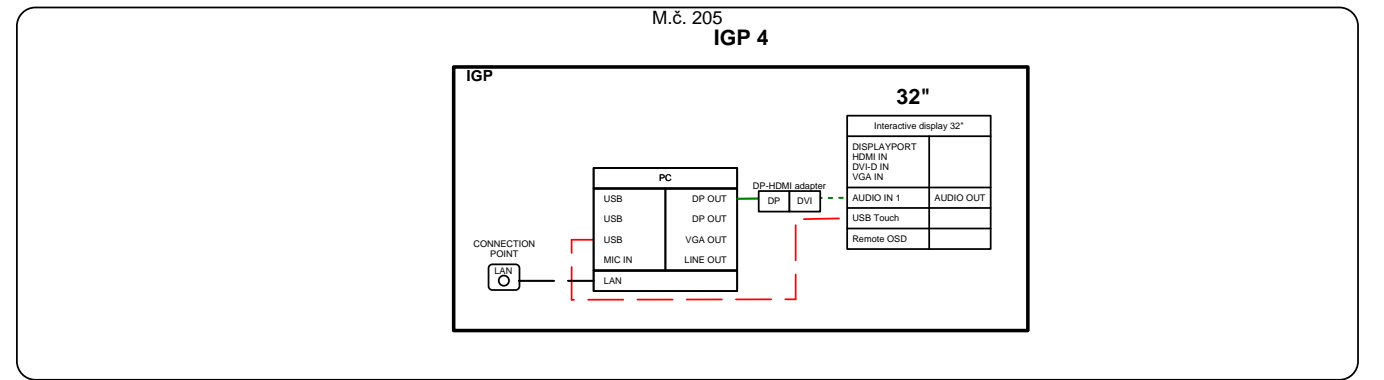 M.č. 205
IGP 4
IGP
32"
Interactive display 32"
DISPLAYPORT
HDMI IN
DVI-D IN
VGA IN
AUDIO IN 1 AUDIO OUT
USB Touch
Remote OSD
DP-HDMI adapter
DP DVI
PC
USB DP OUT
USB DP OUT
USB VGA OUT
MIC IN LINE OUT
LAN
CONNECTION
POINT
LAN